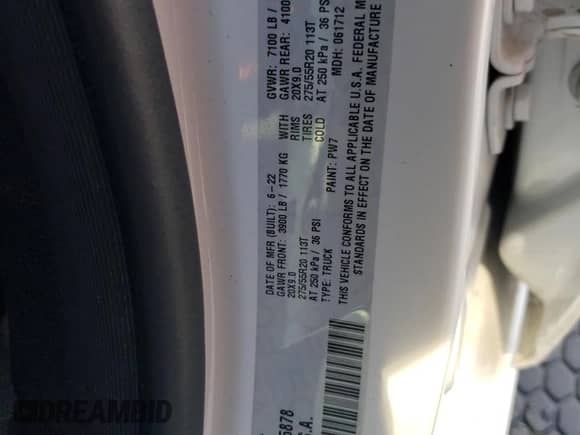 DATE OF MFR (BUILT): 6-22 GVWR: 7100 LB /
GAWR FRONT: 3900 LB / 1770 KG WITH GAWR REAR: 4100
20X9.0 RIMS 20X9.0
275/55R20 113T TIRES 275/55R20 113T
AT 250 kPa / 36 PSI COLD AT 250 kPa / 36 PSI
TYPE: TRUCK PAINT: PW7 MDH: 061712
THIS VEHICLE CONFORMS TO ALL APPLICABLE U.S.A. FEDERAL M
STANDARDS IN EFFECT ON THE DATE OF MANUFACTURE
5878
S.A.
DREAMBID